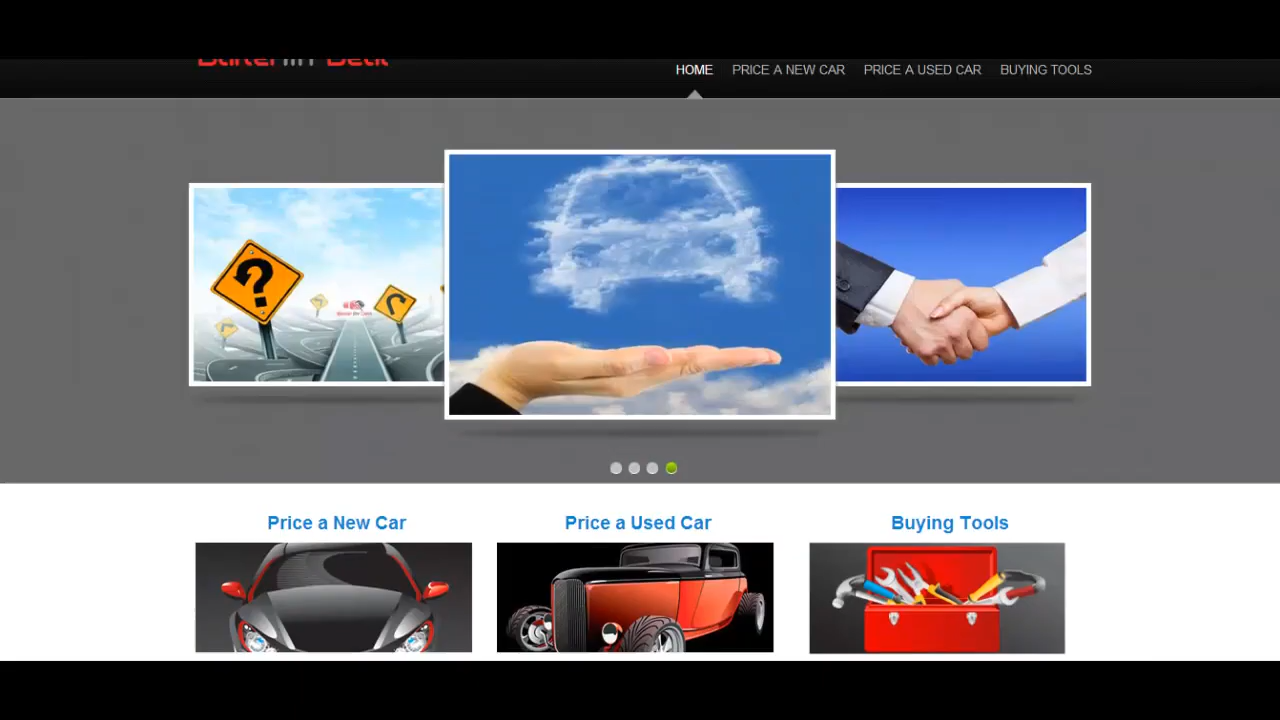 HOME PRICE A NEW CAR PRICE A USED CAR BUYING TOOLS
?
Price a New Car Price a Used Car Buying Tools